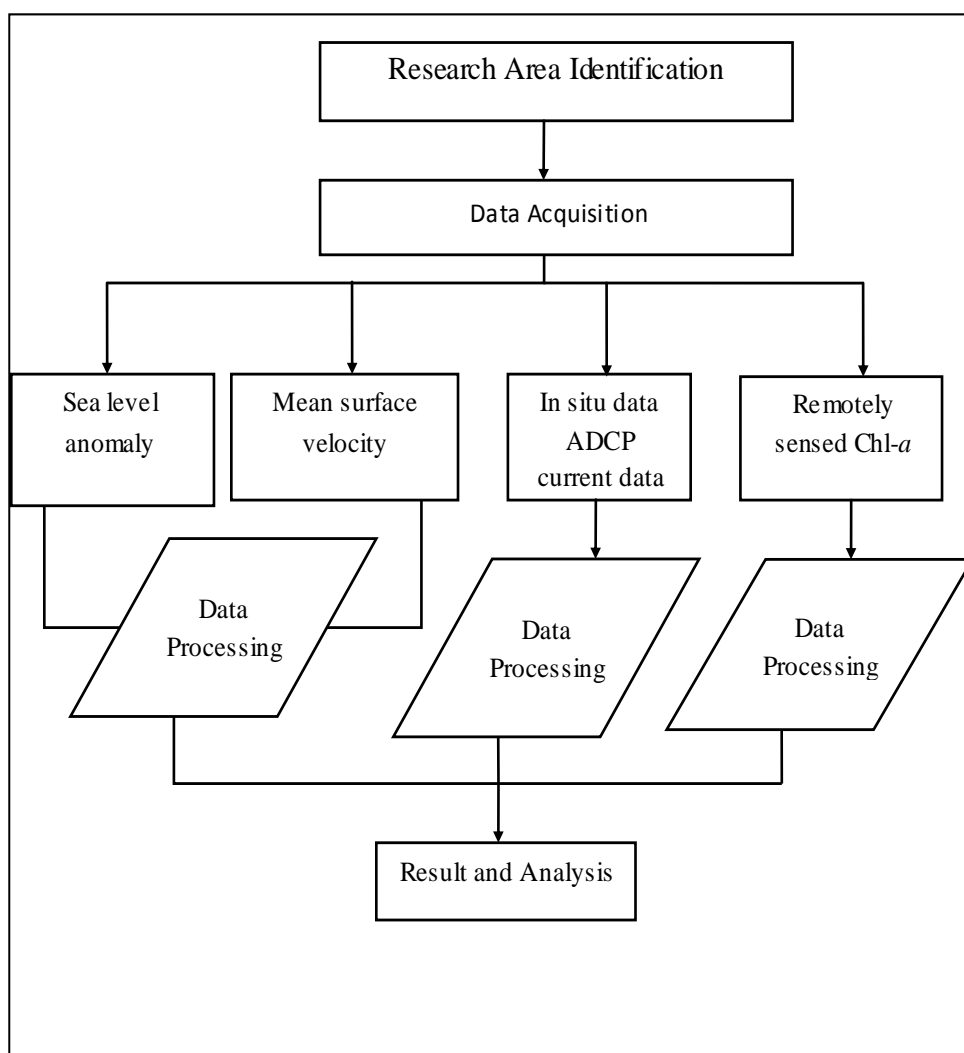 Research Area Identification
Data Acquisition
Sea level
anomaly
Mean surface
velocity
In situ data
ADCP
current data
Remotely
sensed Chl-a
Data
Processing
Data
Processing
Data
Processing
Result and Analysis